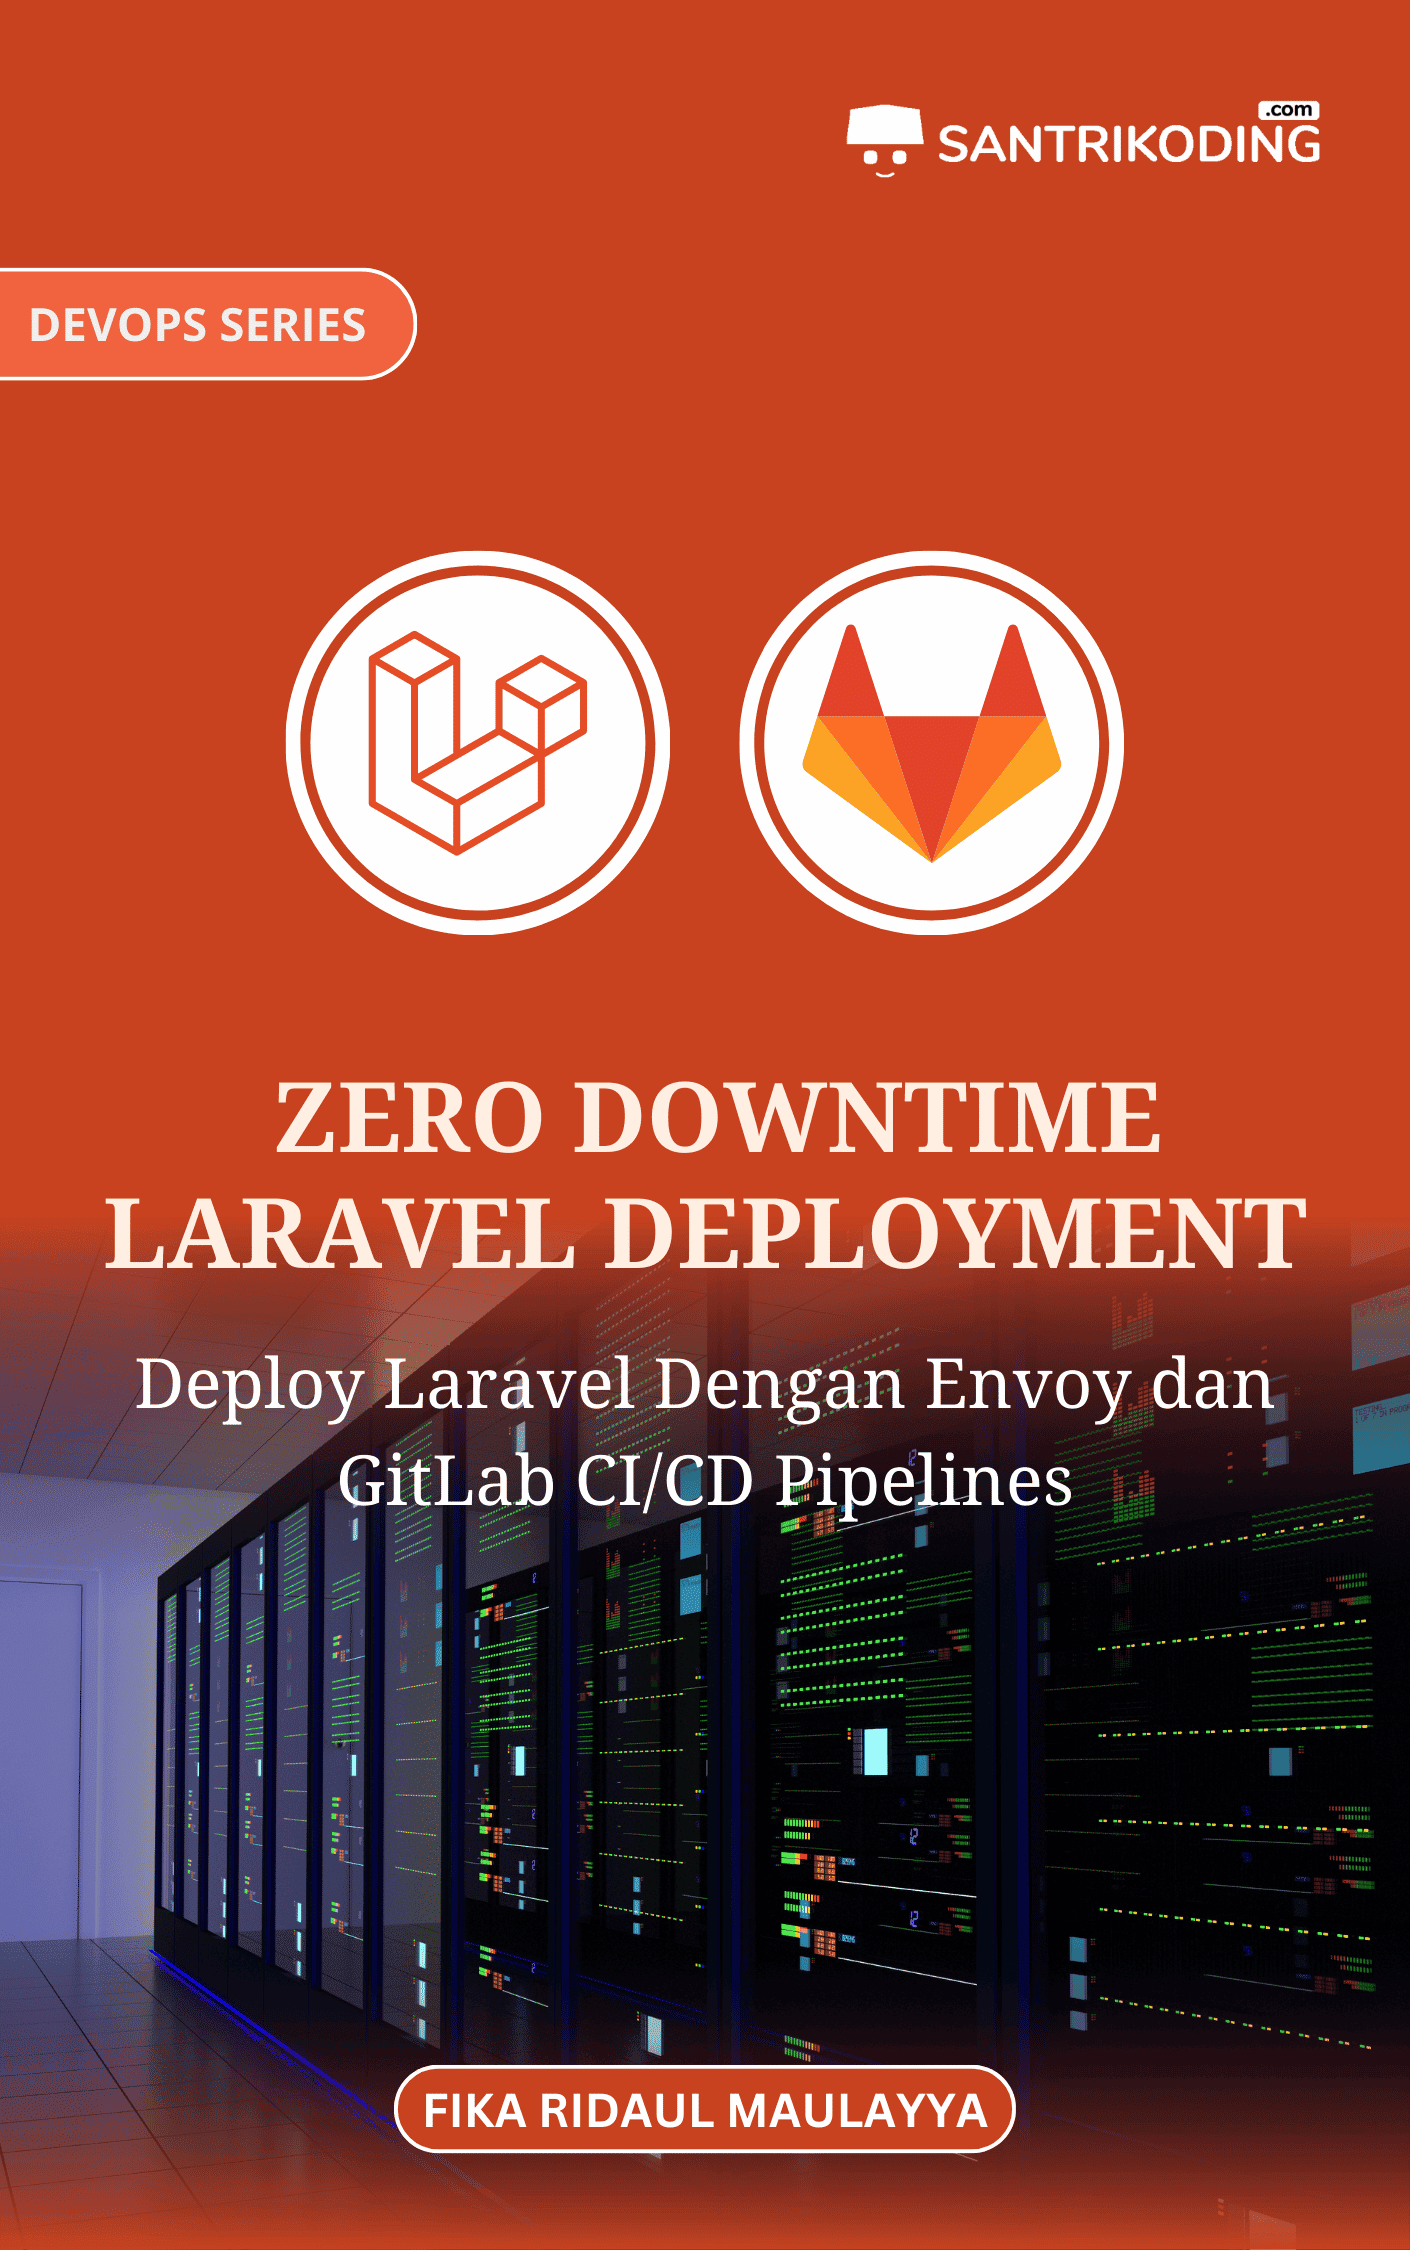 .com
SANTRIKODING
DEVOPS SERIES
ZERO DOWNTIME
LARAVEL DEPLOYMENT
Deploy Laravel Dengan Envoy dan
GitLab CI/CD Pipelines
FIKA RIDAUL MAULAYYA